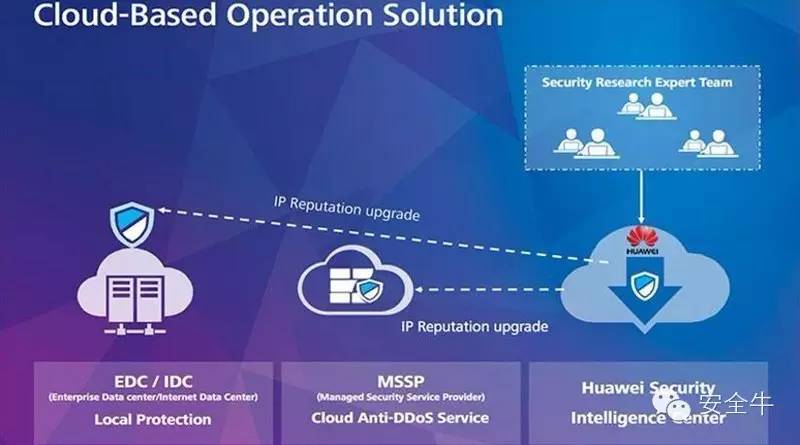 Cloud-Based Operation Solution
Security Research Expert Team
IP Reputation upgrade
HUAWEI
IP Reputation upgrade
EDC / IDC
(Enterprise Data center/Internet Data Center)
Local Protection
MSSP
(Managed Security Service Provider)
Cloud Anti-DDoS Service
Huawei Security
Intelligence Center
安全牛